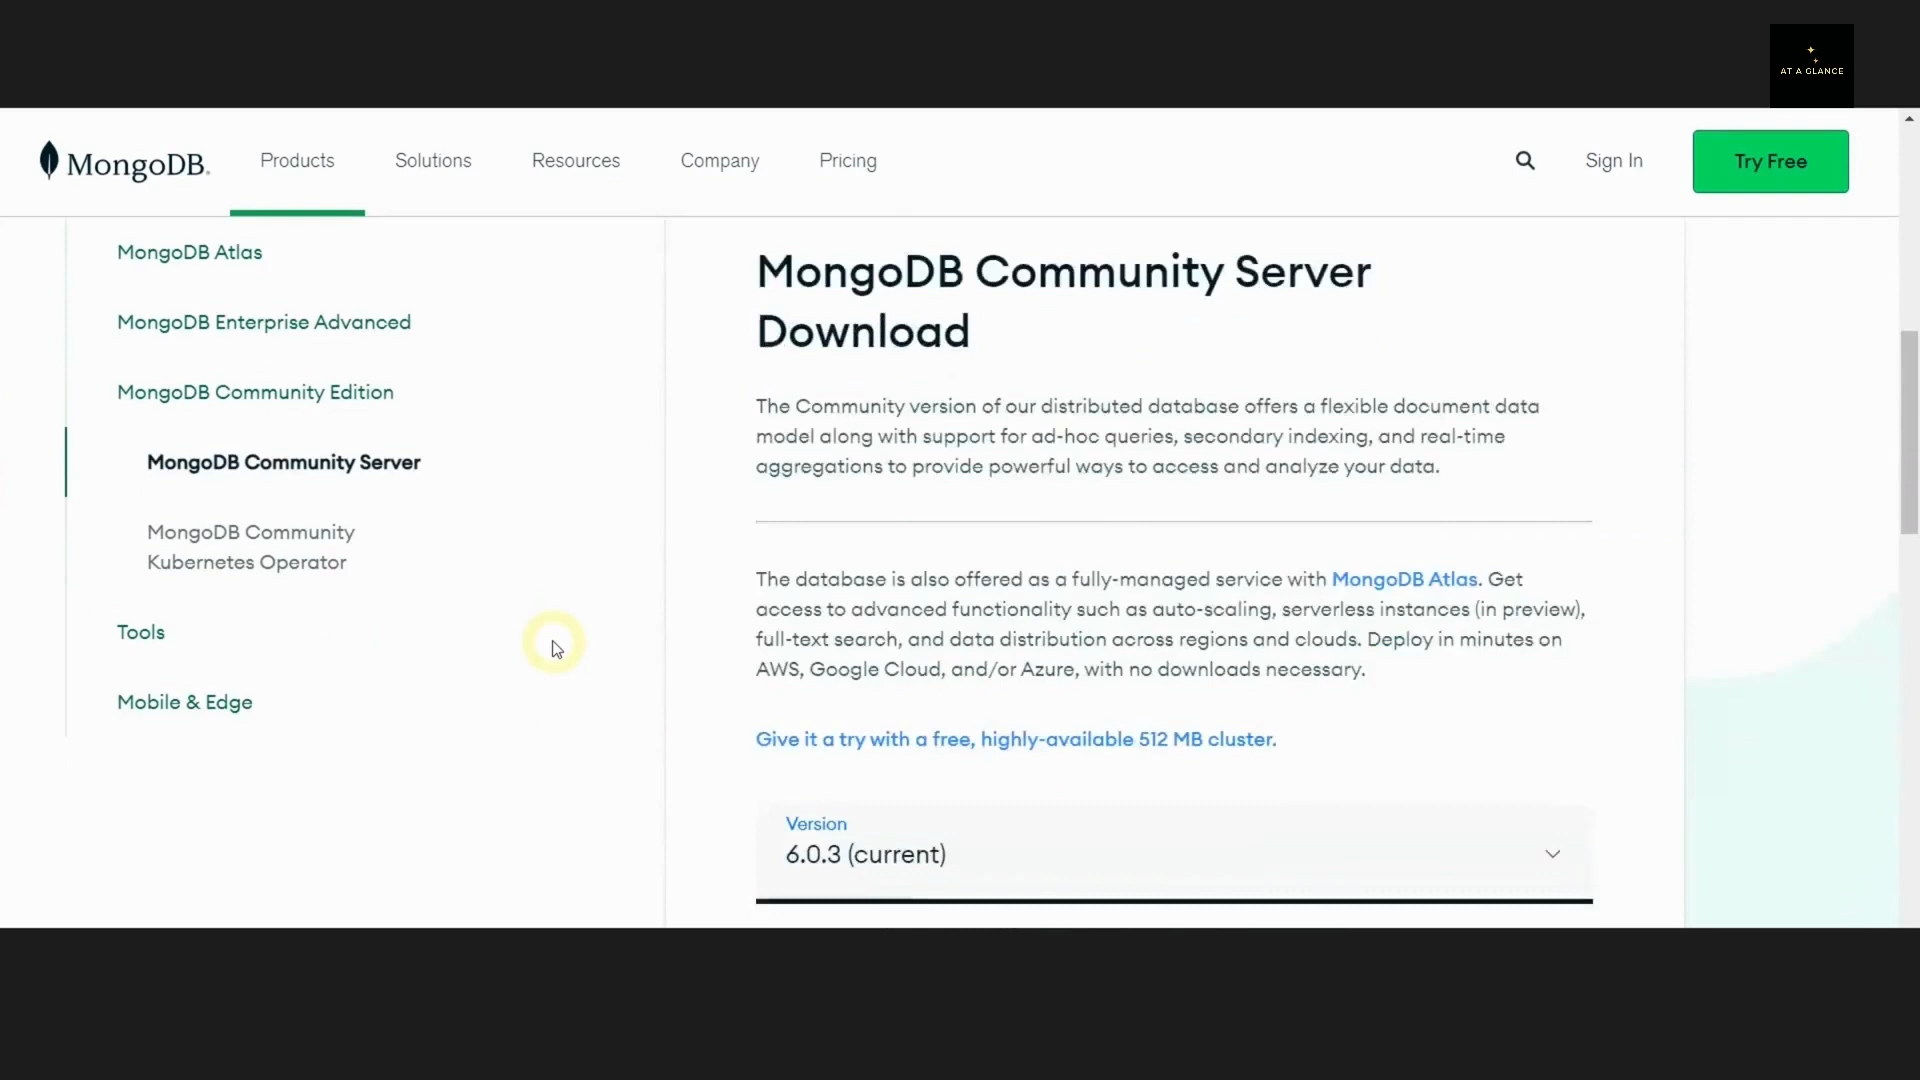 AT A GLANCE
MongoDB.
Products
Solutions
Resources
Company
Pricing
Sign In
Try Free
MongoDB Atlas
MongoDB Enterprise Advanced
MongoDB Community Edition
MongoDB Community Server
MongoDB Community
Kubernetes Operator
Tools
Mobile & Edge
MongoDB Community Server
Download
The Community version of our distributed database offers a flexible document data
model along with support for ad-hoc queries, secondary indexing, and real-time
aggregations to provide powerful ways to access and analyze your data.
The database is also offered as a fully-managed service with MongoDB Atlas. Get
access to advanced functionality such as auto-scaling, serverless instances (in preview),
full-text search, and data distribution across regions and clouds. Deploy in minutes on
AWS, Google Cloud, and/or Azure, with no downloads necessary.
Give it a try with a free, highly-available 512 MB cluster.
Version
6.0.3 (current)